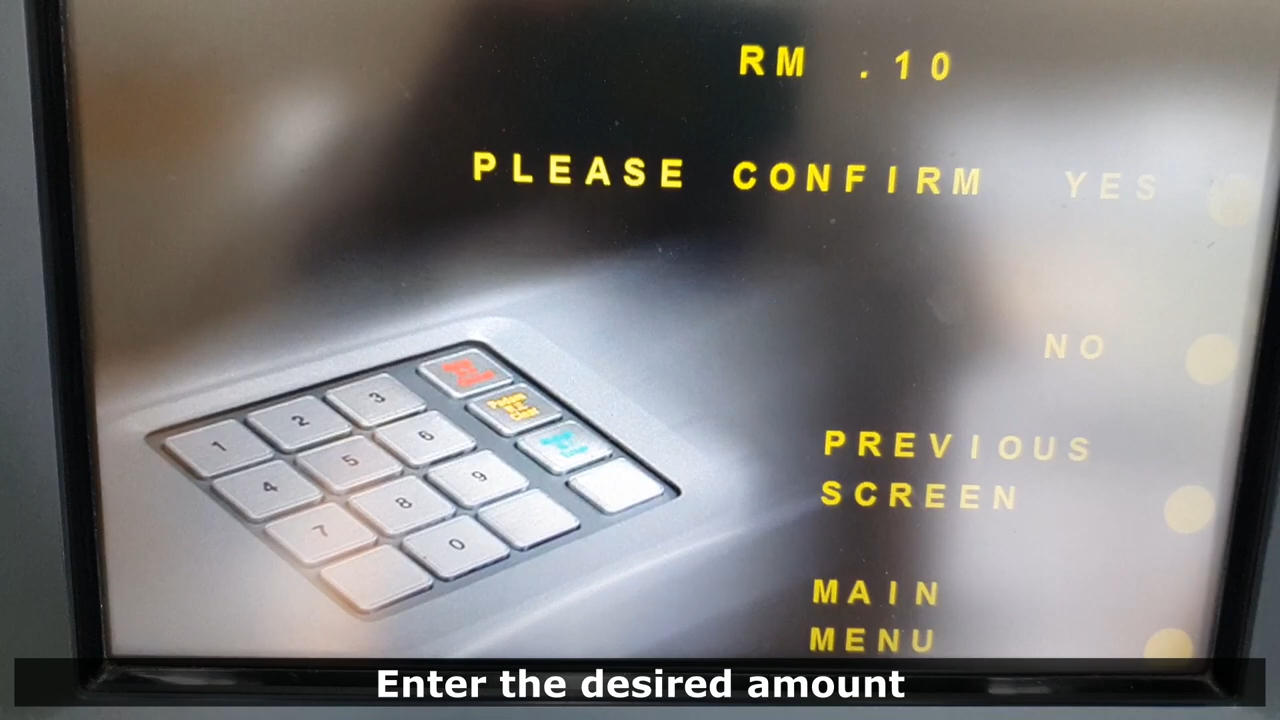 RM .10
PLEASE CONFIRM YES
NO
PREVIOUS
SCREEN
MAIN
MENU
1 2 3
4 5 6
7 8 9
0
Clear
Enter the desired amount